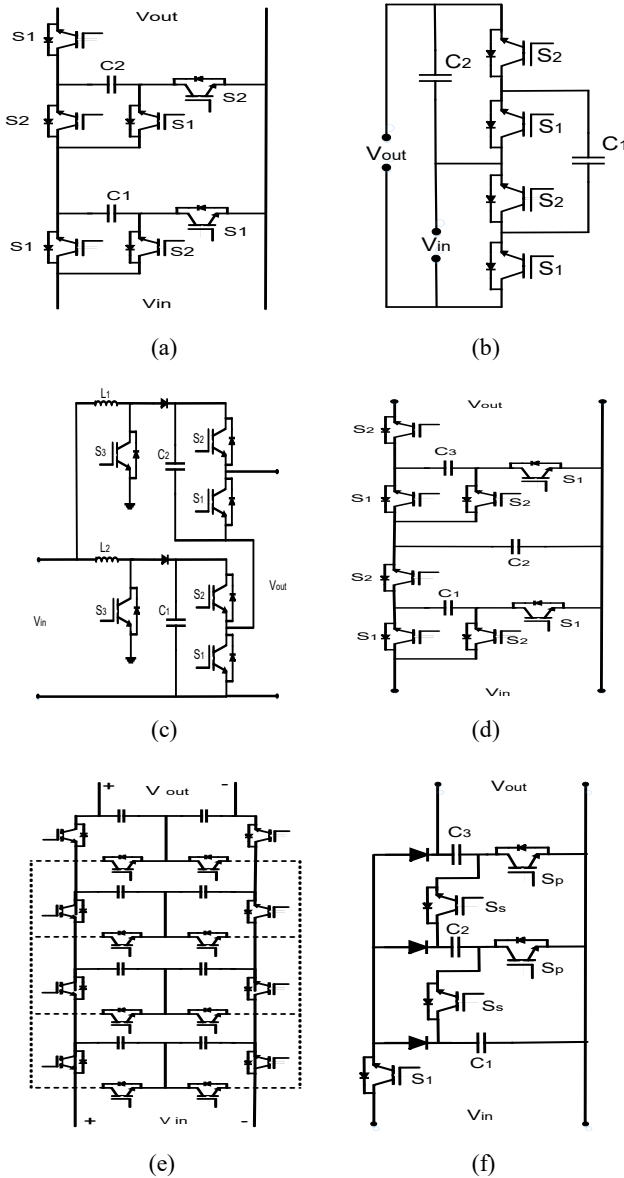 Vout
S1
C2
S2
S2
S1
C1
S1
S1
S2
Vin
(a)
S2
C2
S1
C1
Vout
S2
Vin
S1
(b)
L1
S2
S3
C2
S1
L2
S2
Vout
S3
C1
Vin
S1
(c)
Vout
S2
C3
S1
S1
S2
C2
S2
C1
S1
S1
S2
Vin
(d)
+ -
V out
V in
+ -
(e)
Vout
C3
Sp
Ss
C2
Sp
Ss
C1
S1
Vin
(f)